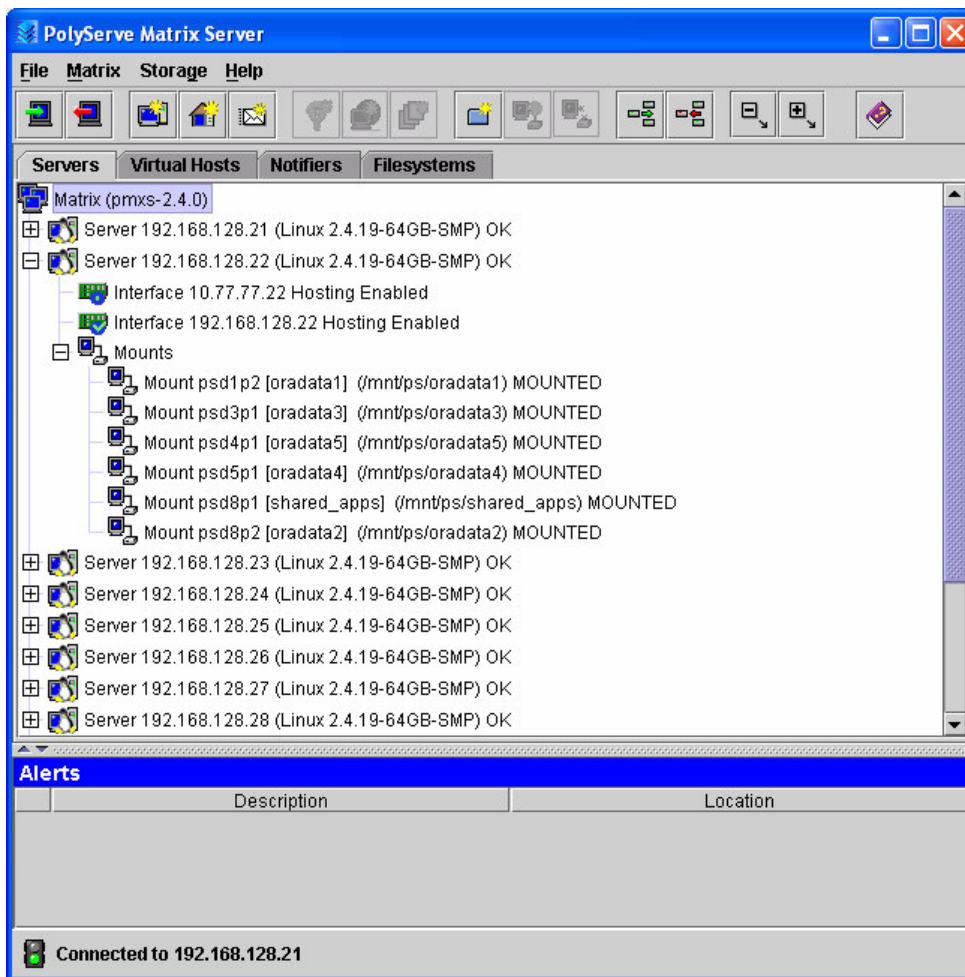 PolyServe Matrix Server
File Matrix Storage Help
Servers Virtual Hosts Notifiers Filesystems
Matrix (pmxs-2.4.0)
Server 192.168.128.21 (Linux 2.4.19-64GB-SMP) OK
Server 192.168.128.22 (Linux 2.4.19-64GB-SMP) OK
Interface 10.77.77.22 Hosting Enabled
Interface 192.168.128.22 Hosting Enabled
Mounts
Mount psd1p2 [oradata1] (/mnt/ps/oradata1) MOUNTED
Mount psd3p1 [oradata3] (/mnt/ps/oradata3) MOUNTED
Mount psd4p1 [oradata5] (/mnt/ps/oradata5) MOUNTED
Mount psd5p1 [oradata4] (/mnt/ps/oradata4) MOUNTED
Mount psd8p1 [shared_apps] (/mnt/ps/shared_apps) MOUNTED
Mount psd8p2 [oradata2] (/mnt/ps/oradata2) MOUNTED
Server 192.168.128.23 (Linux 2.4.19-64GB-SMP) OK
Server 192.168.128.24 (Linux 2.4.19-64GB-SMP) OK
Server 192.168.128.25 (Linux 2.4.19-64GB-SMP) OK
Server 192.168.128.26 (Linux 2.4.19-64GB-SMP) OK
Server 192.168.128.27 (Linux 2.4.19-64GB-SMP) OK
Server 192.168.128.28 (Linux 2.4.19-64GB-SMP) OK
Alerts
Description Location
Connected to 192.168.128.21